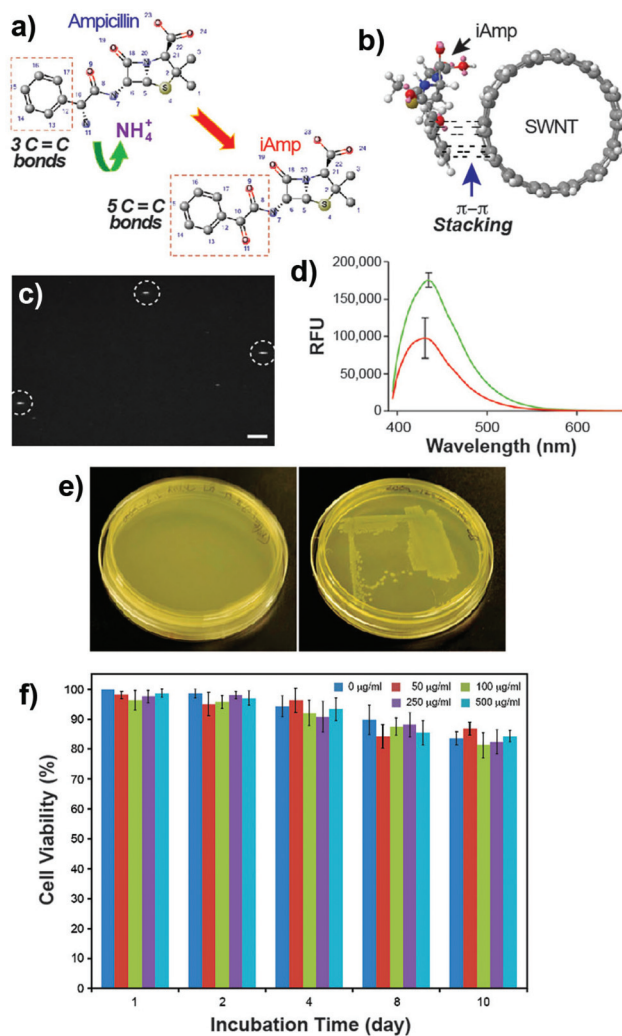 a)
Ampicillin
3 C = C
bonds
NH₄⁺
iAmp
5 C = C
bonds
b)
iAmp
SWNT
π–π
Stacking
c)
d)
RFU
200,000
150,000
100,000
50,000
0
400
500
600
Wavelength (nm)
e)
f)
Cell Viability (%)
100
90
80
70
60
50
40
30
20
10
0
0 μg/ml
50 μg/ml
100 μg/ml
250 μg/ml
500 μg/ml
1
2
4
8
10
Incubation Time (day)